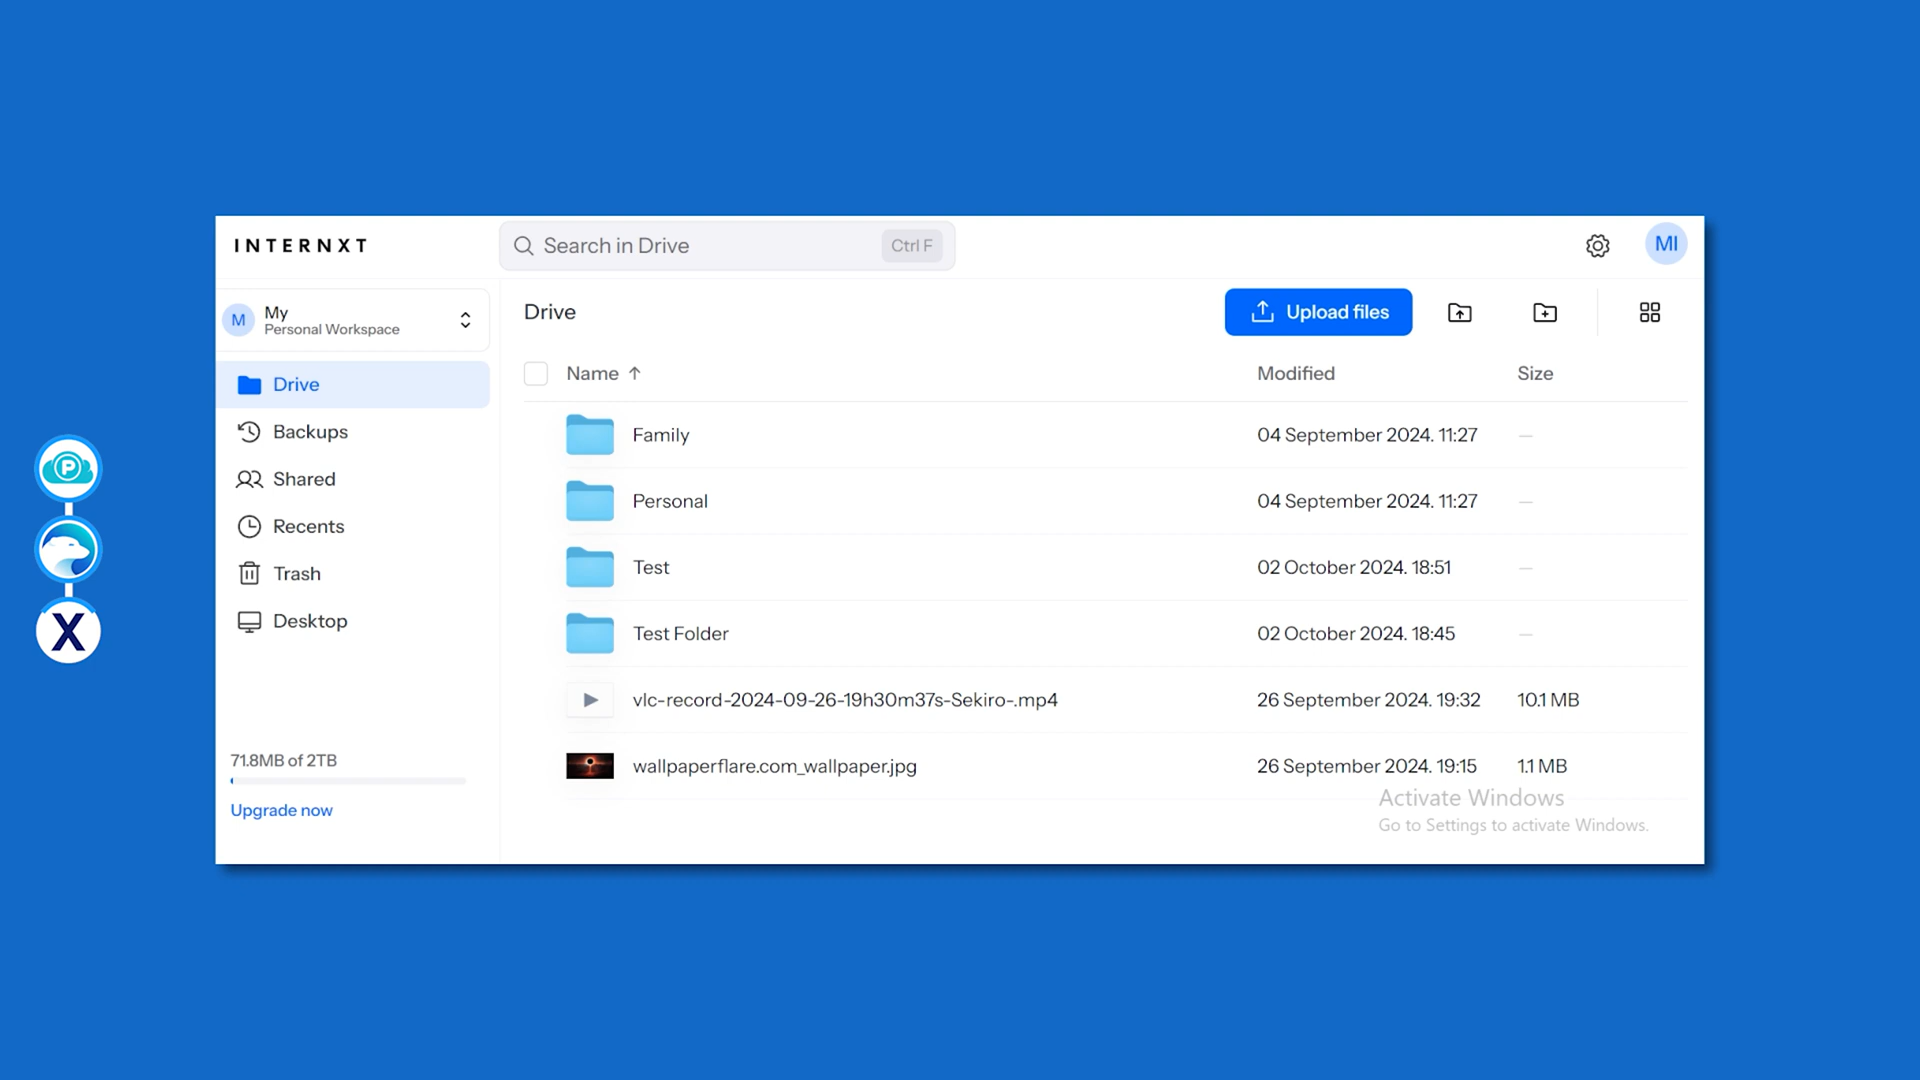 INTERNXT
Search in Drive
Ctrl F
MI
M
My
Personal Workspace
Drive
Upload files
Drive
Backups
Shared
Recents
Trash
Desktop
Name ↑
Modified
Size
Family
04 September 2024. 11:27
—
Personal
04 September 2024. 11:27
—
Test
02 October 2024. 18:51
—
Test Folder
02 October 2024. 18:45
—
vlc-record-2024-09-26-19h30m37s-Sekiro-.mp4
26 September 2024. 19:32
10.1 MB
wallpaperflare.com_wallpaper.jpg
26 September 2024. 19:15
1.1 MB
71.8MB of 2TB
Upgrade now
Activate Windows
Go to Settings to activate Windows.
P
X